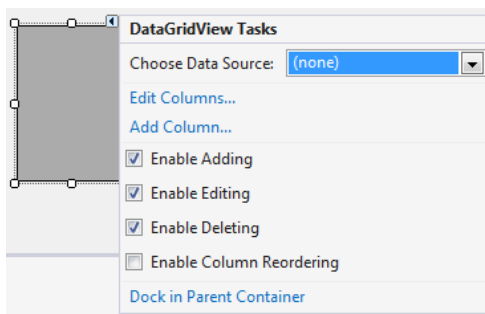 DataGridView Tasks
Choose Data Source: (none)
Edit Columns...
Add Column...
Enable Adding
Enable Editing
Enable Deleting
Enable Column Reordering
Dock in Parent Container